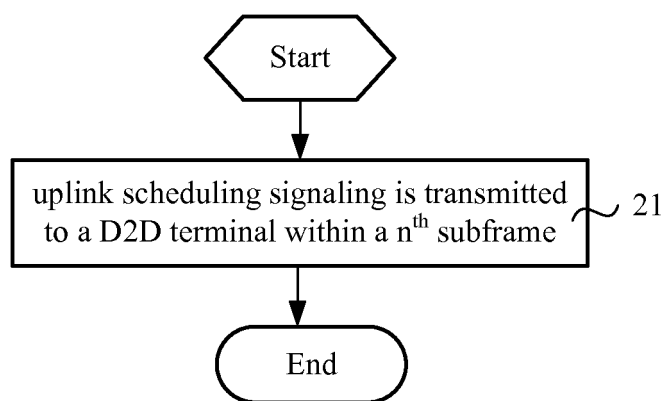 Start
uplink scheduling signaling is transmitted
to a D2D terminal within a nth subframe
21
End